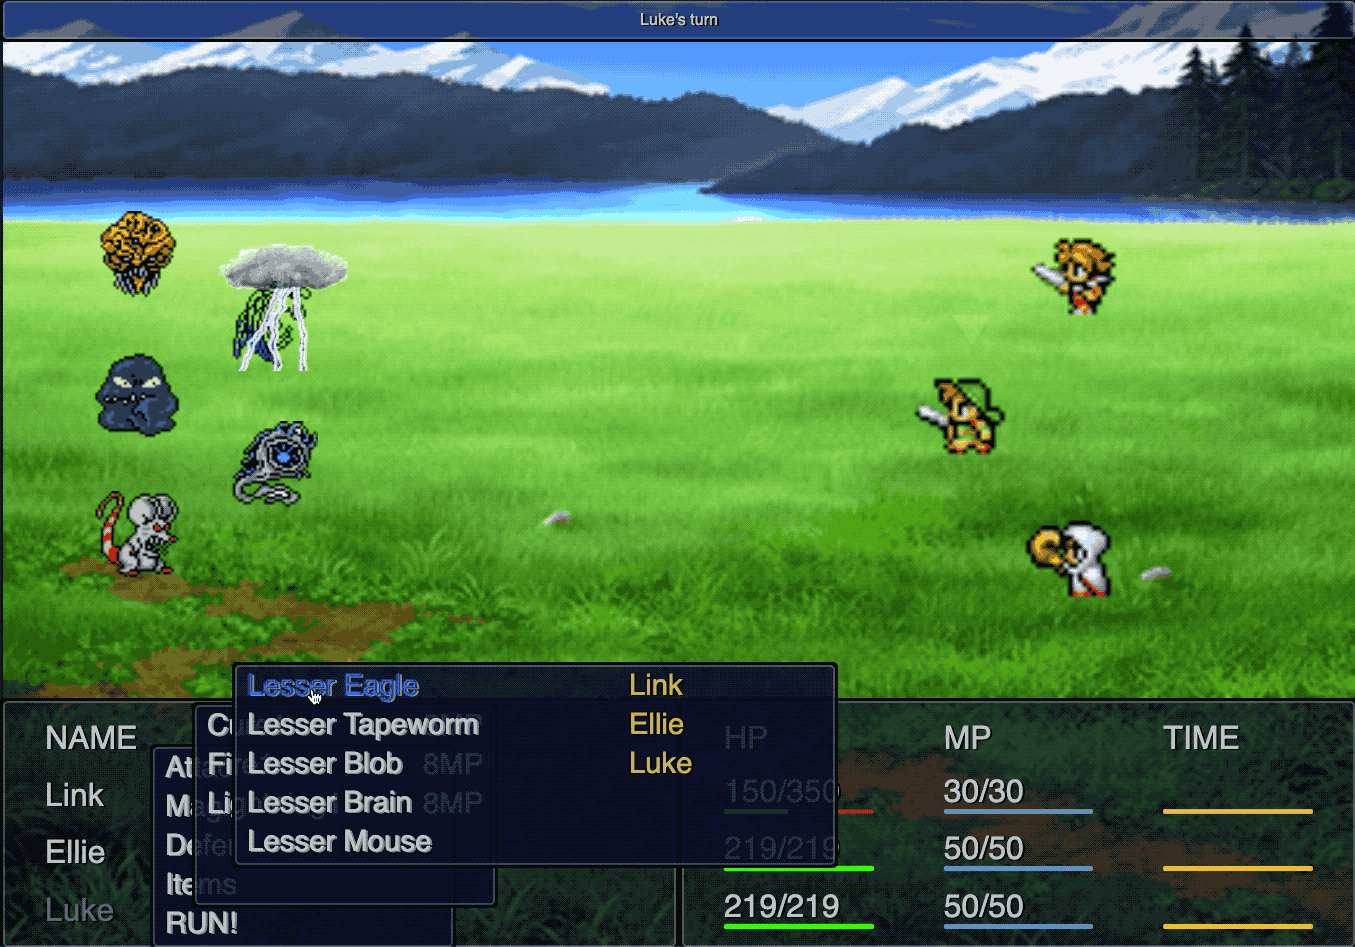 Luke's turn
Lesser Eagle Link
Lesser Tapeworm Ellie
Lesser Blob 8MP Luke
Lesser Brain 8MP
Lesser Mouse
NAME HP MP TIME
Link 150/350 30/30
Ellie 219/219 50/50
Luke 219/219 50/50
Items
RUN!